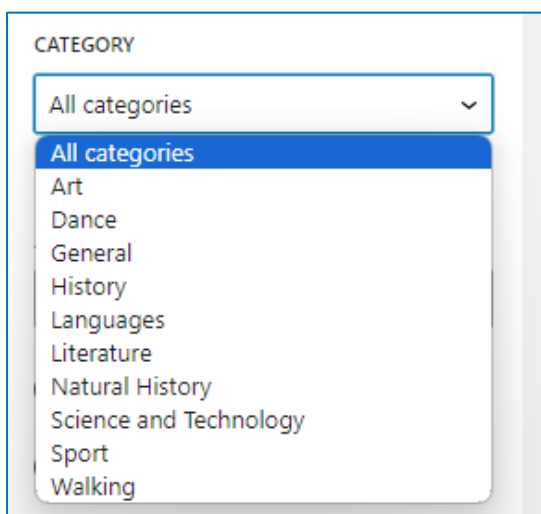 CATEGORY
All categories
All categories
Art
Dance
General
History
Languages
Literature
Natural History
Science and Technology
Sport
Walking